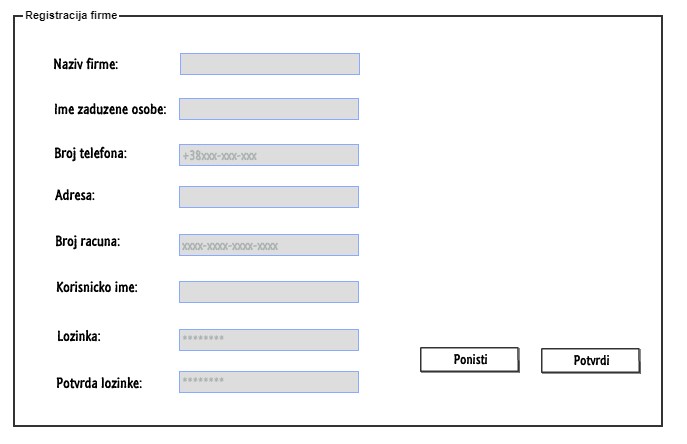 Registracija firme
Naziv firme:
Ime zaduzene osobe:
Broj telefona: +38xxx-xxx-xxx
Adresa:
Broj racuna: xxxx-xxxx-xxxx-xxxx
Korisnicko ime:
Lozinka: ********
Ponisti Potvrdi
Potvrda lozinke: ********